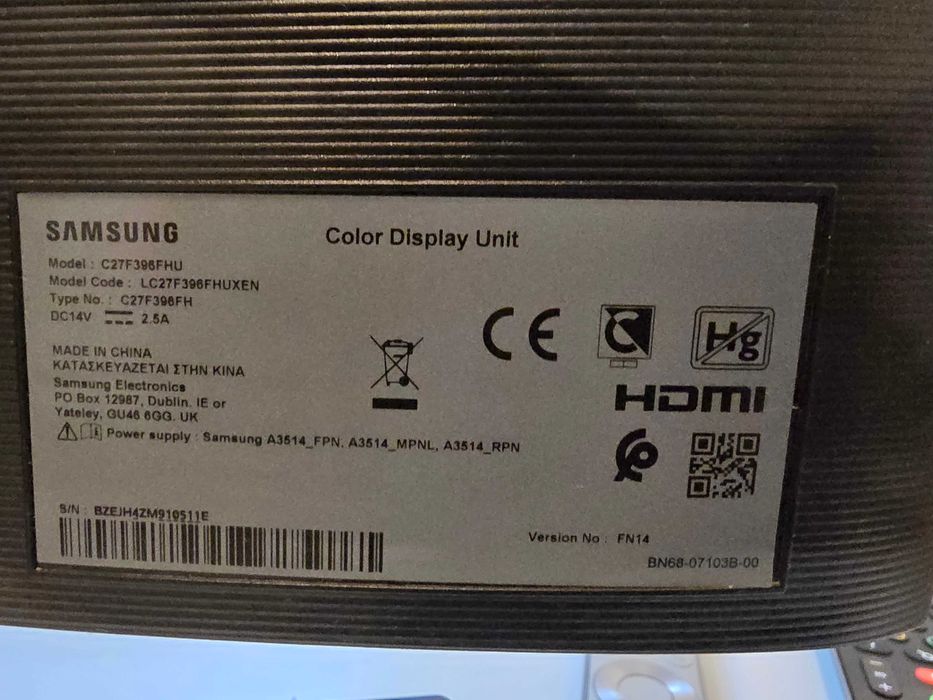 SAMSUNG
Color Display Unit
Model : C27F396FHU
Model Code : LC27F396FHUXEN
Type No. : C27F396FH
DC14V 2.5A
MADE IN CHINA
ΚΑΤΑΣΚΕΥΑΖΕΤΑΙ ΣΤΗΝ ΚΙΝΑ
Samsung Electronics
PO Box 12987, Dublin. IE or
Yateley, GU46 6GG. UK
Power supply : Samsung A3514_FPN, A3514_MPNL, A3514_RPN
CE
Hg
HDMI
S/N : BZEJH4ZM910511E
Version No : FN14
BN68-07103B-00